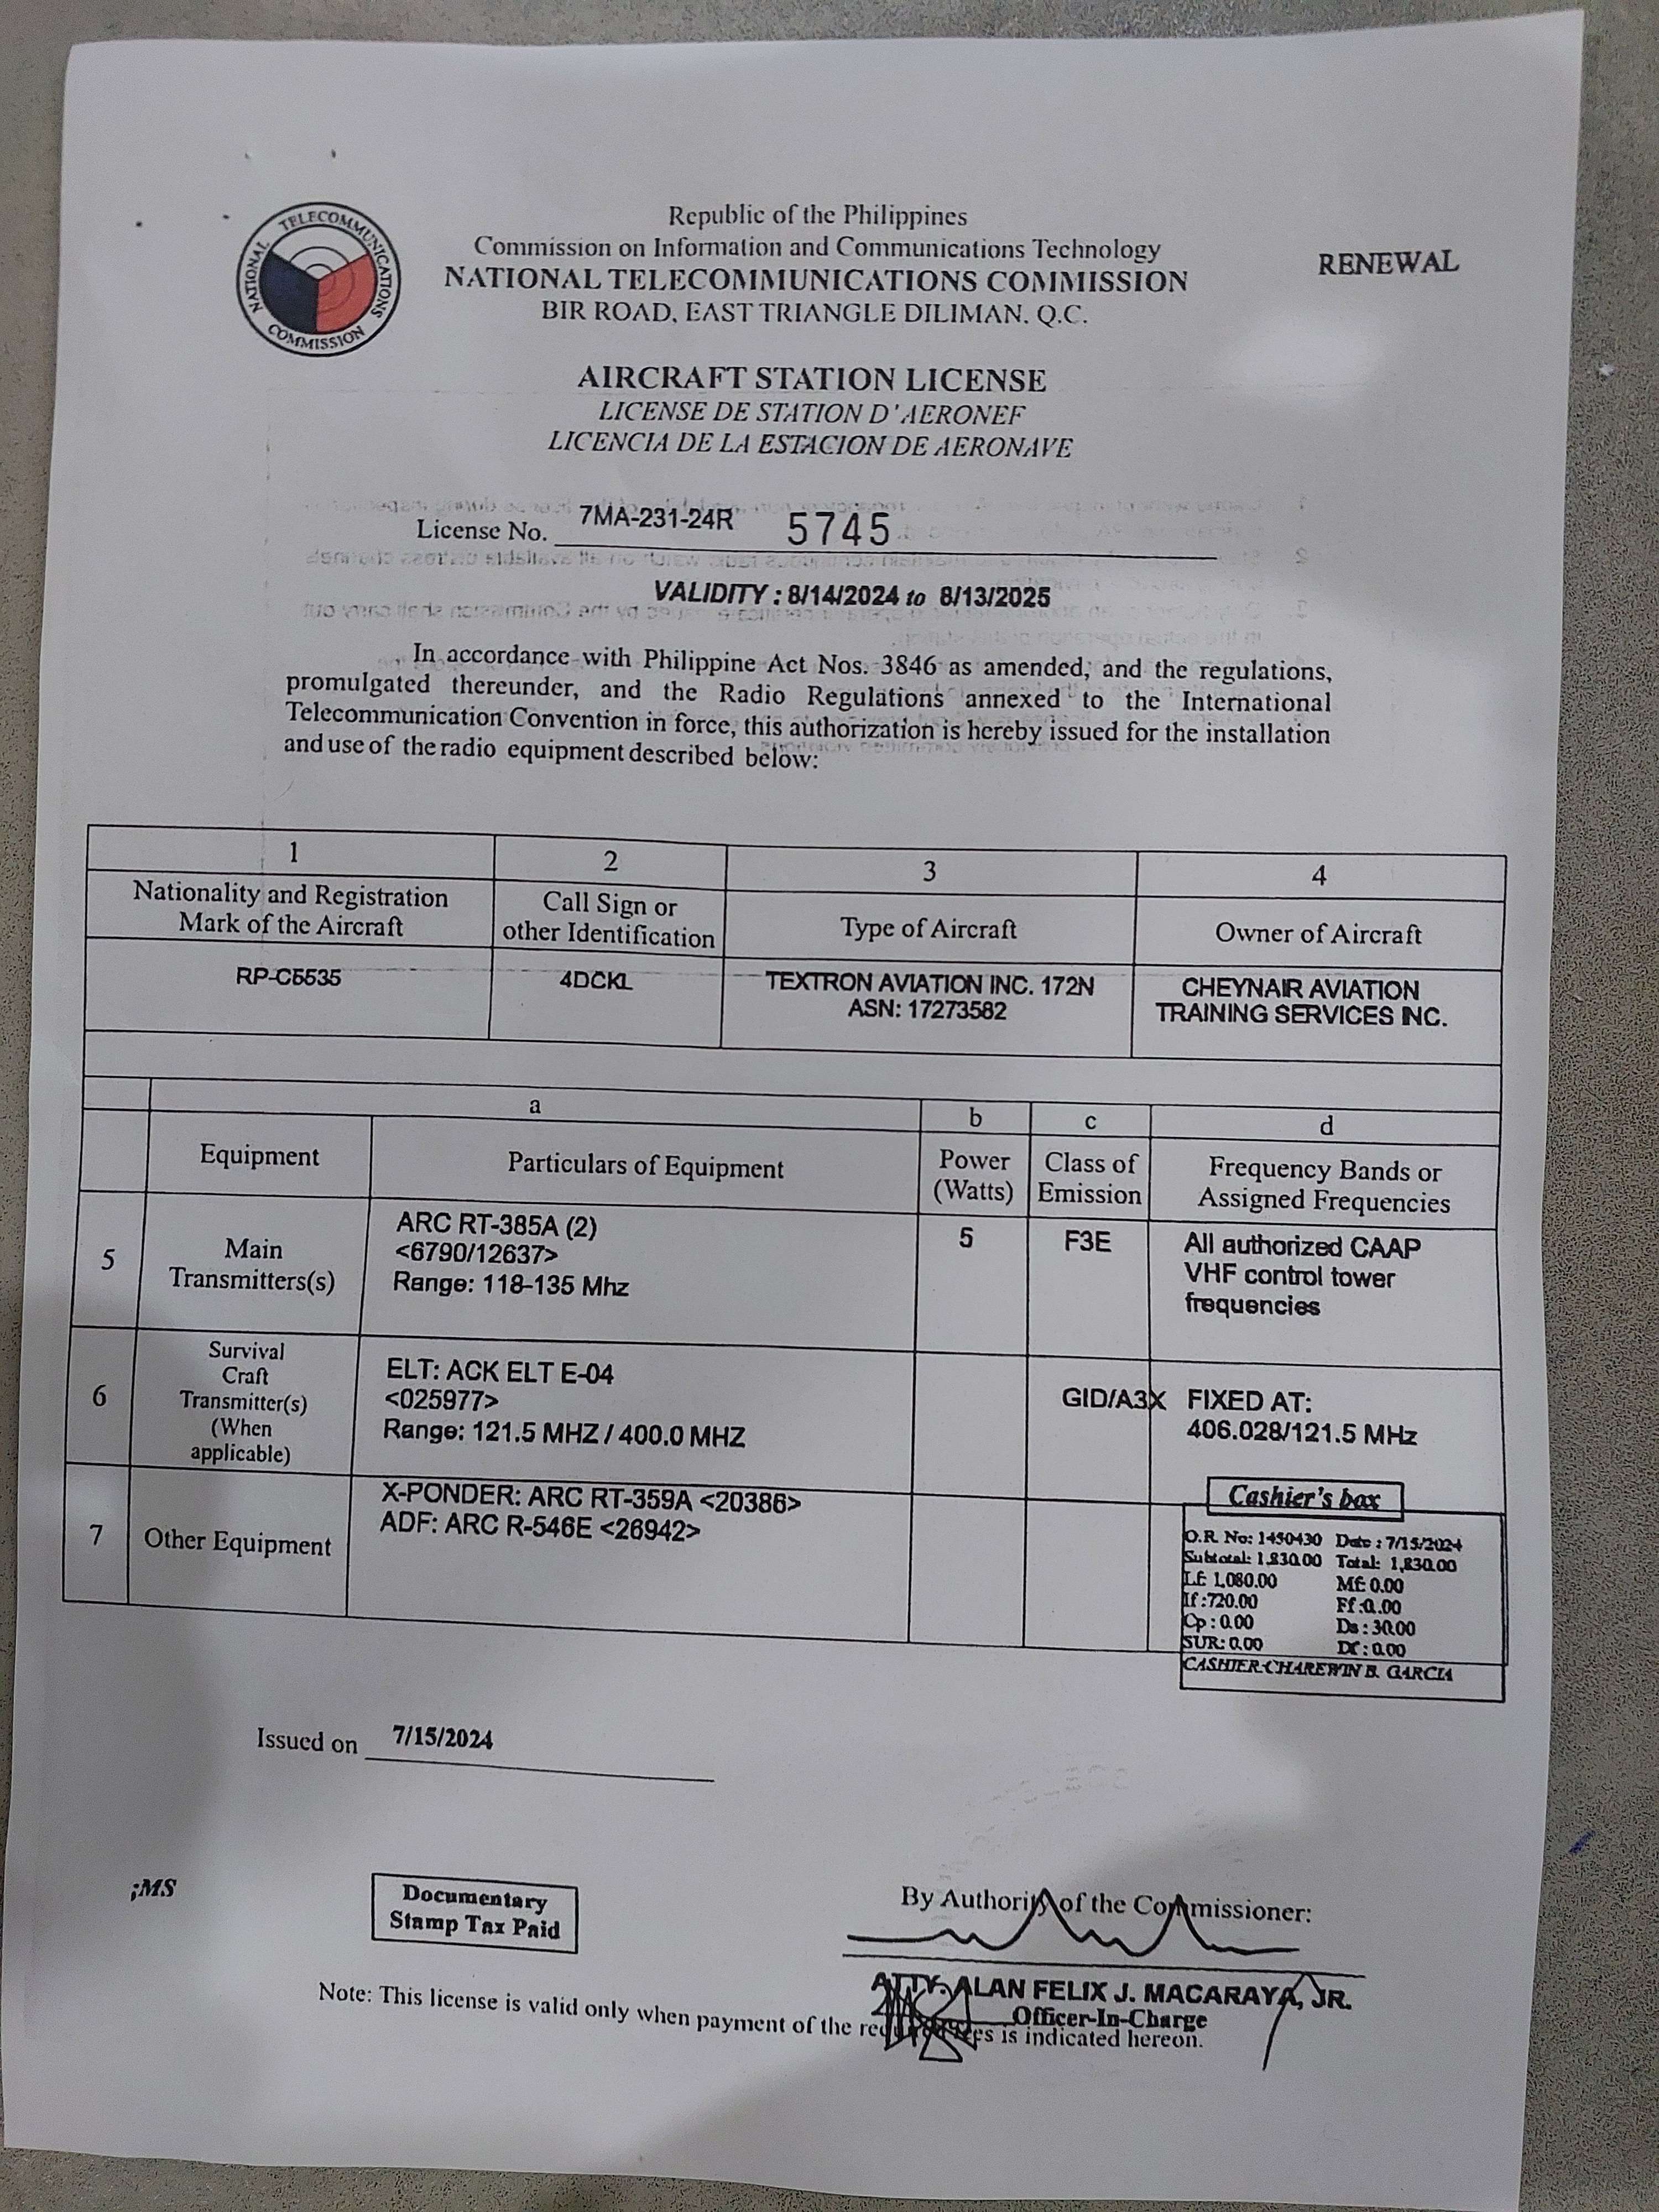 NATIONAL TELECOMMUNICATIONS COMMISSION
Republic of the Philippines
Commission on Information and Communications Technology
NATIONAL TELECOMMUNICATIONS COMMISSION
BIR ROAD, EAST TRIANGLE DILIMAN. Q.C.
RENEWAL
AIRCRAFT STATION LICENSE
LICENSE DE STATION D'AERONEF
LICENCIA DE LA ESTACION DE AERONAVE
License No. 7MA-231-24R 5745
VALIDITY : 8/14/2024 to 8/13/2025
In accordance with Philippine Act Nos. 3846 as amended, and the regulations,
promulgated thereunder, and the Radio Regulations annexed to the International
Telecommunication Convention in force, this authorization is hereby issued for the installation
and use of the radio equipment described below:
1 2 3 4
Nationality and Registration Mark of the Aircraft
Call Sign or other Identification
Type of Aircraft
Owner of Aircraft
RP-C5535
4DCKL
TEXTRON AVIATION INC. 172N
ASN: 17273582
CHEYNAIR AVIATION
TRAINING SERVICES INC.
a b c d
Equipment
Particulars of Equipment
Power
(Watts)
Class of
Emission
Frequency Bands or
Assigned Frequencies
5
Main
Transmitters(s)
ARC RT-385A (2)
<6790/12637>
Range: 118-135 Mhz
5
F3E
All authorized CAAP
VHF control tower
frequencies
6
Survival
Craft
Transmitter(s)
(When
applicable)
ELT: ACK ELT E-04
<025977>
Range: 121.5 MHZ / 400.0 MHZ
GID/A3X
FIXED AT:
406.028/121.5 MHz
7
Other Equipment
X-PONDER: ARC RT-359A <20386>
ADF: ARC R-546E <26942>
Cashier's box
O.R. No: 1450430 Date : 7/15/2024
Subtotal: 1,830.00 Total: 1,830.00
Lf: 1,080.00 Mf: 0.00
If :720.00 Ff :0.00
Cp : 0.00 Ds : 30.00
SUR: 0.00 Df : 0.00
CASHIER-CHAREWIN B. GARCIA
Issued on 7/15/2024
;MS
Documentary
Stamp Tax Paid
By Authority of the Commissioner:
ATTY. ALAN FELIX J. MACARAYA, JR.
Officer-In-Charge
Note: This license is valid only when payment of the required fees is indicated hereon.